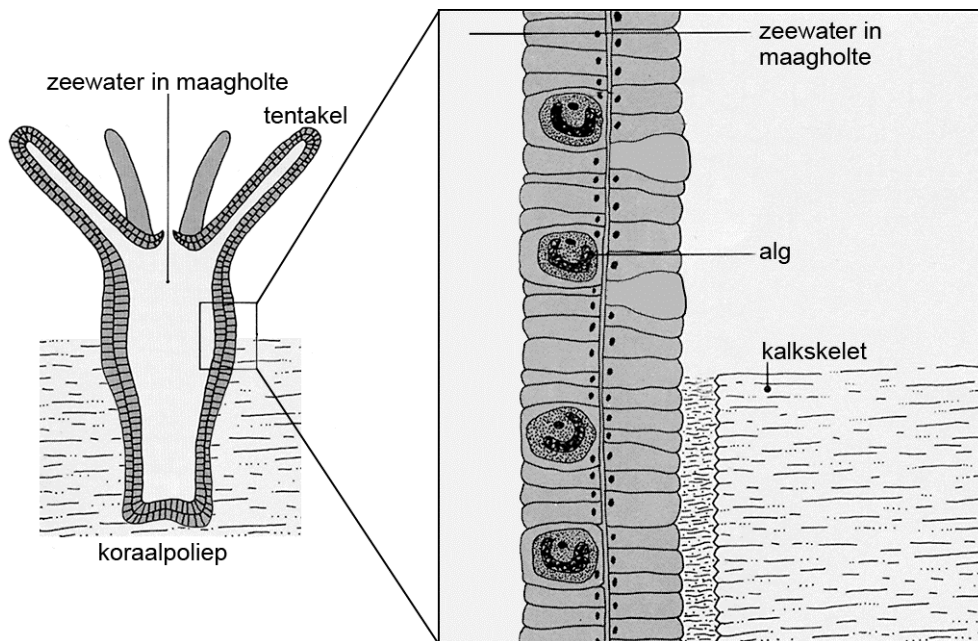 zeewater in maagholte
tentakel
koraalpoliep
zeewater in
maagholte
alg
kalkskelet